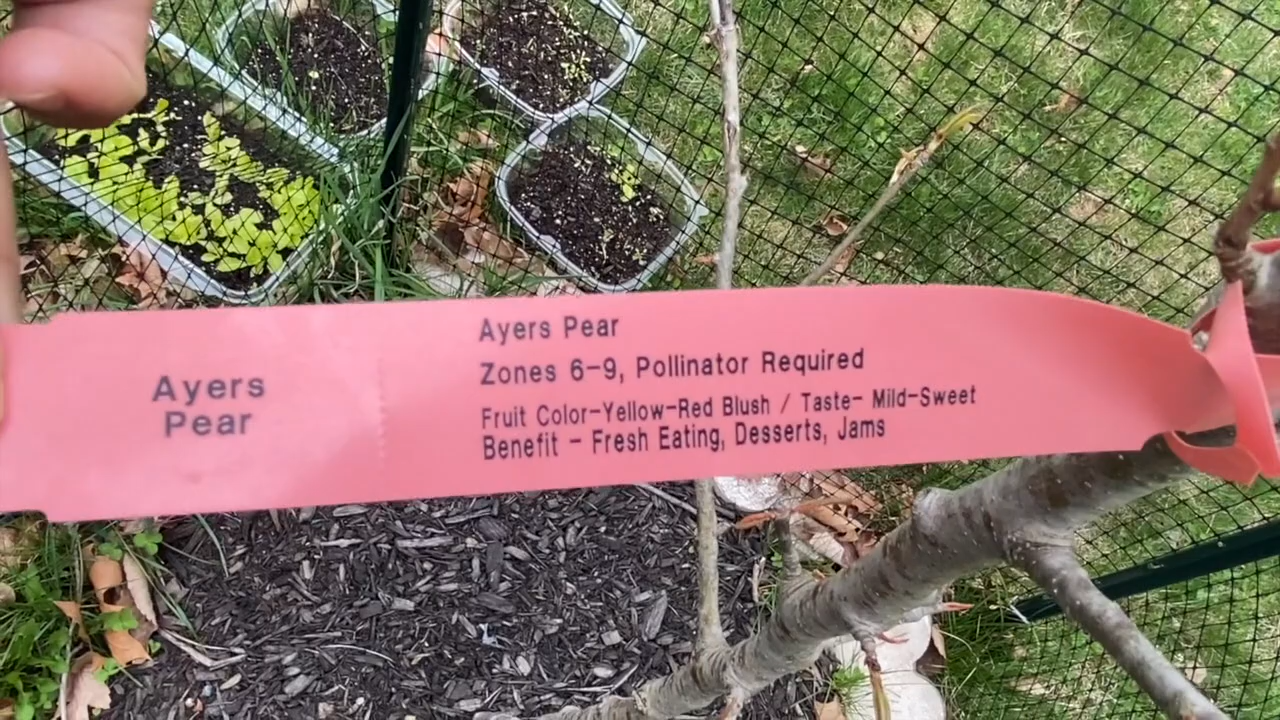 Ayers
Pear
Ayers Pear
Zones 6-9, Pollinator Required
Fruit Color-Yellow-Red Blush / Taste- Mild-Sweet
Benefit - Fresh Eating, Desserts, Jams